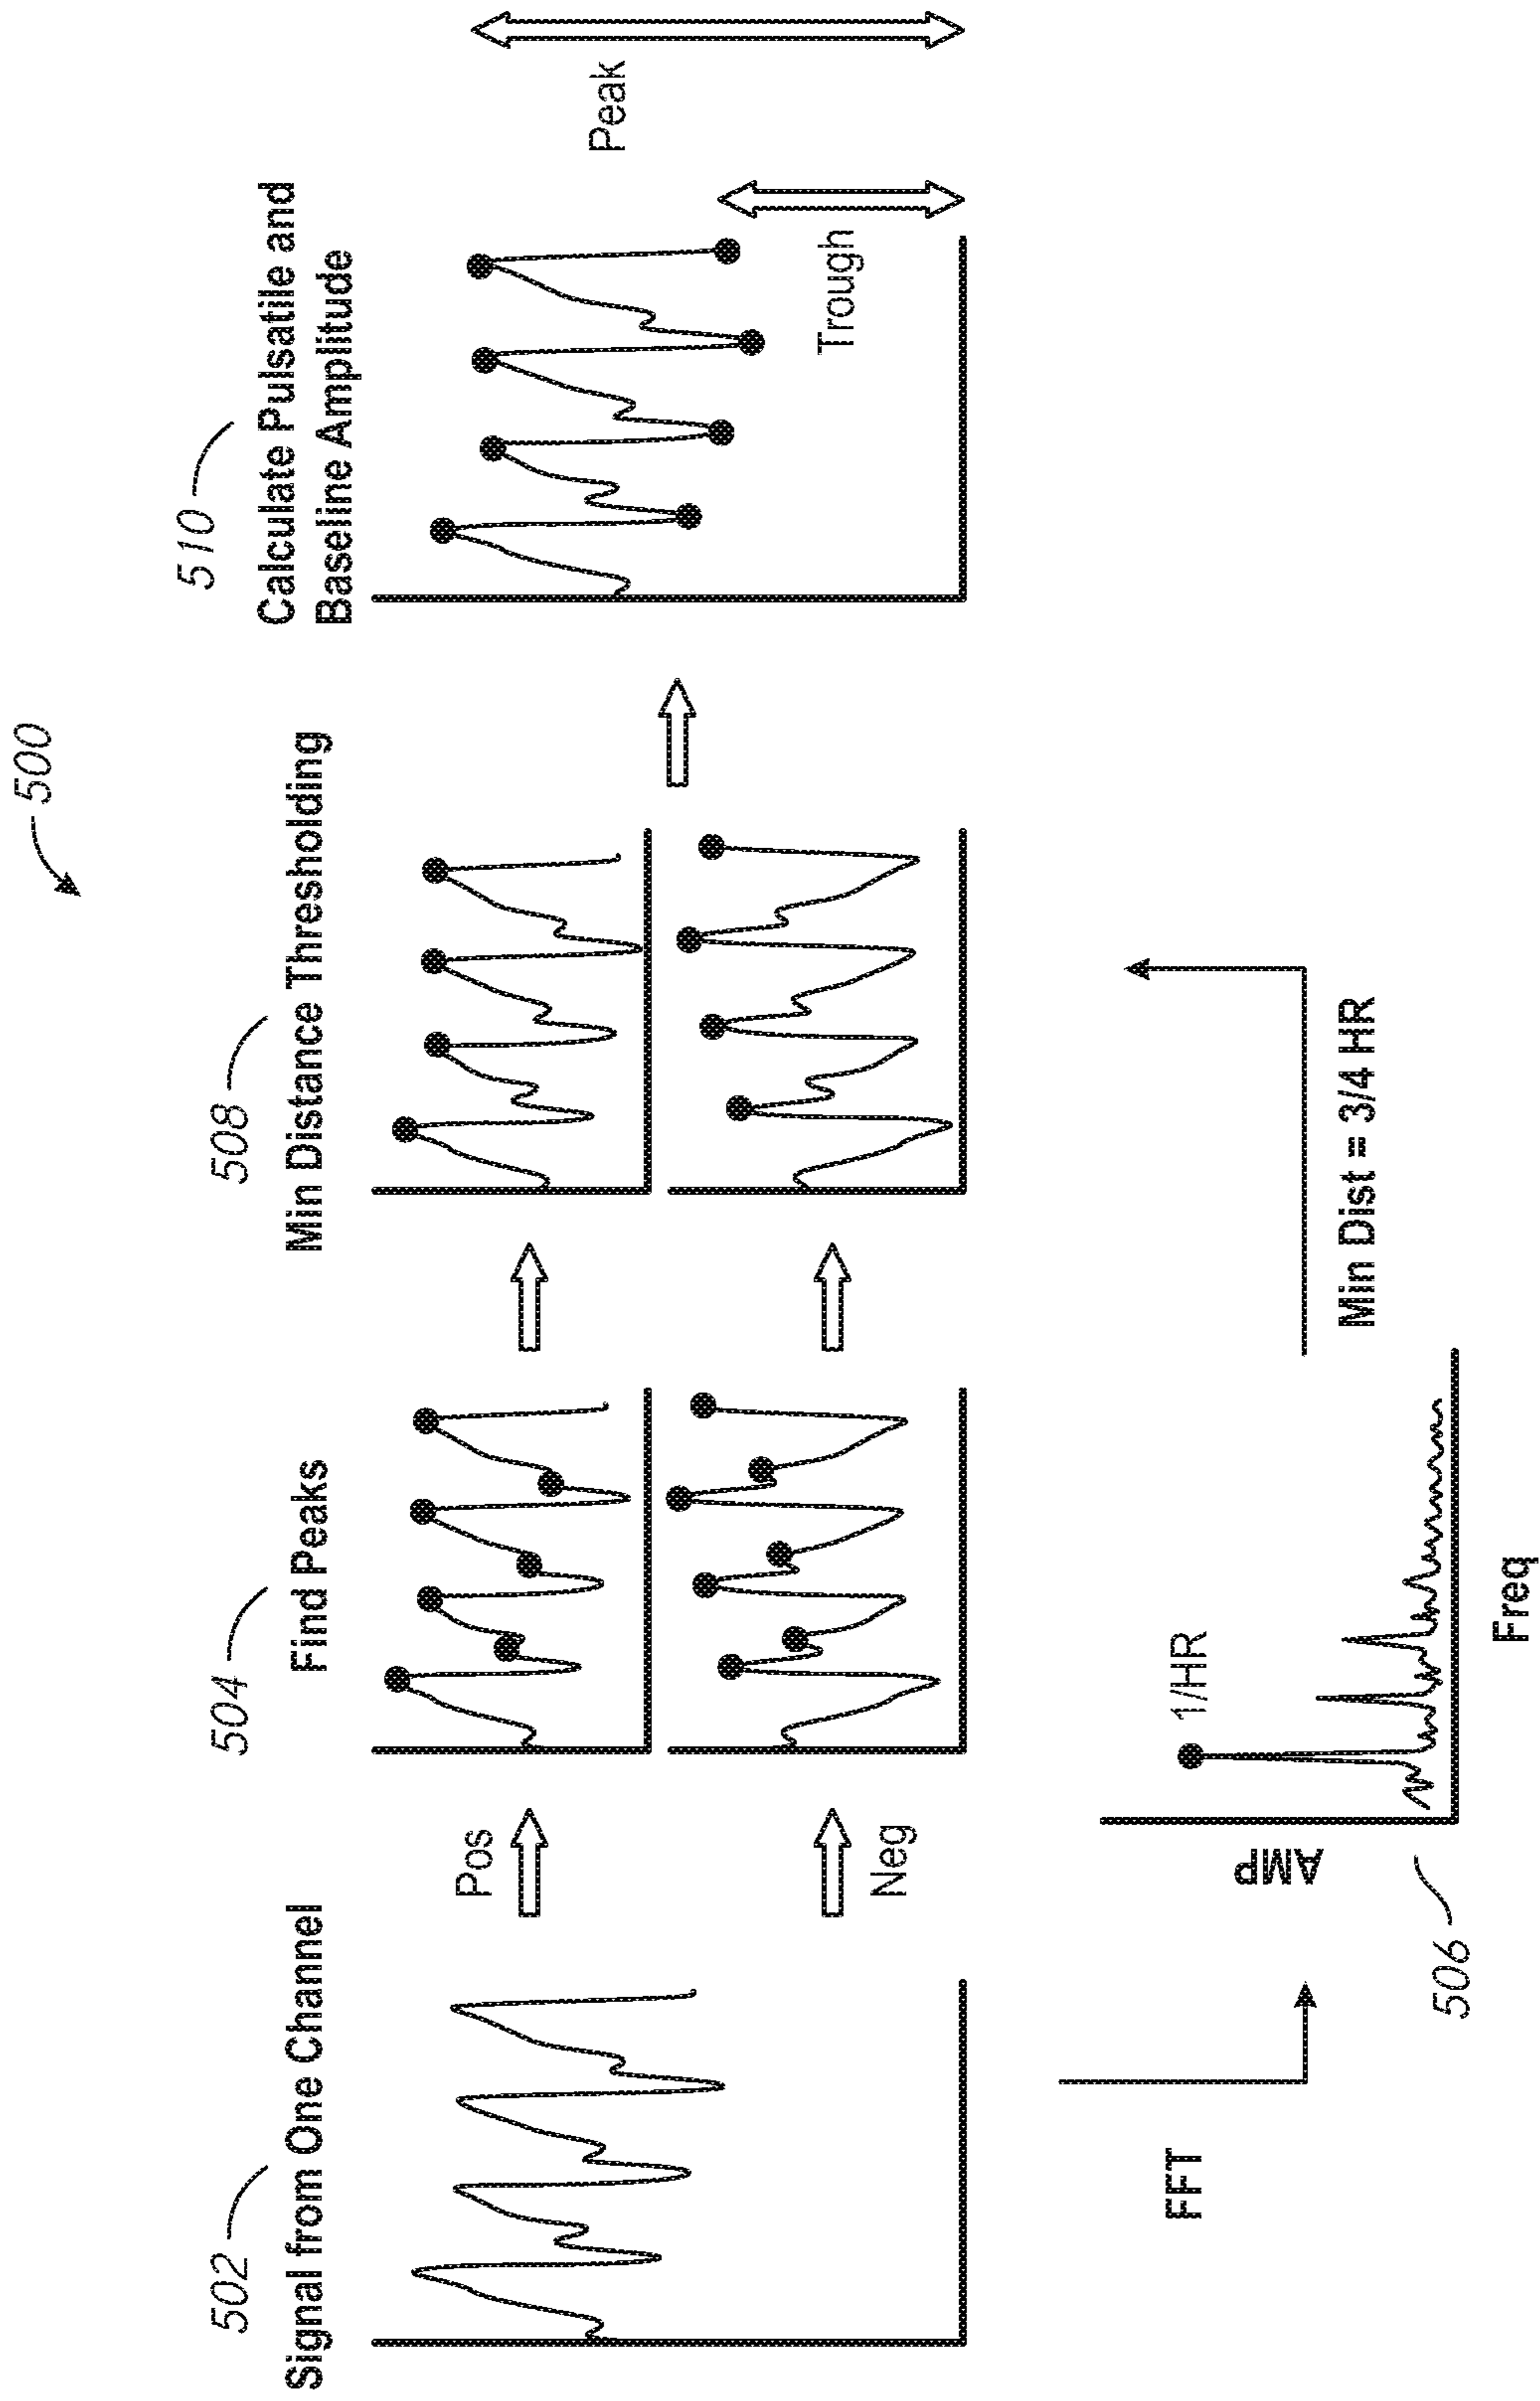 500
502
Signal from One Channel
Pos
Neg
504
Find Peaks
508
Min Distance Thresholding
510
Calculate Pulsatile and
Baseline Amplitude
Trough
Peak
FFT
506
AMP
1/HR
Freq
Min Dist = 3/4 HR